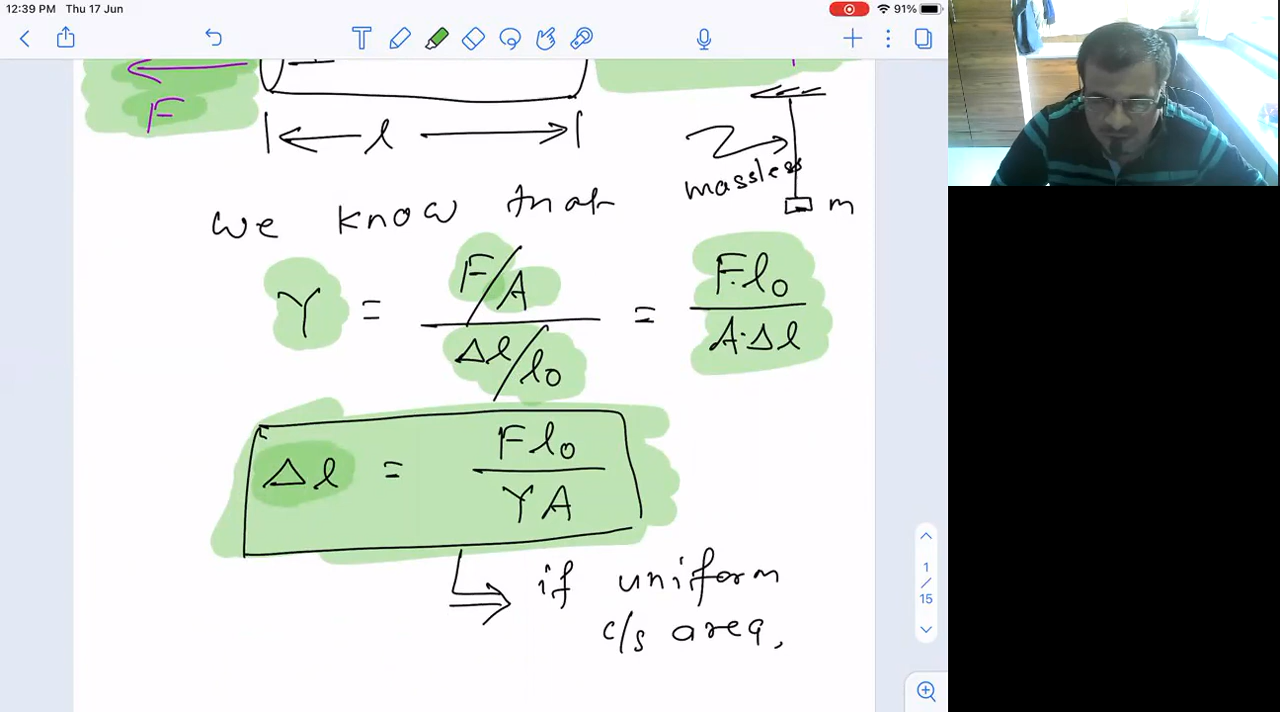 12:39 PM Thu 17 Jun
91%
F
l
massless
m
we know that
Y = F/A / Δl/l₀ = F.l₀ / A·Δl
Δl = Fl₀ / YA
if uniform
c/s area,
1
/
15